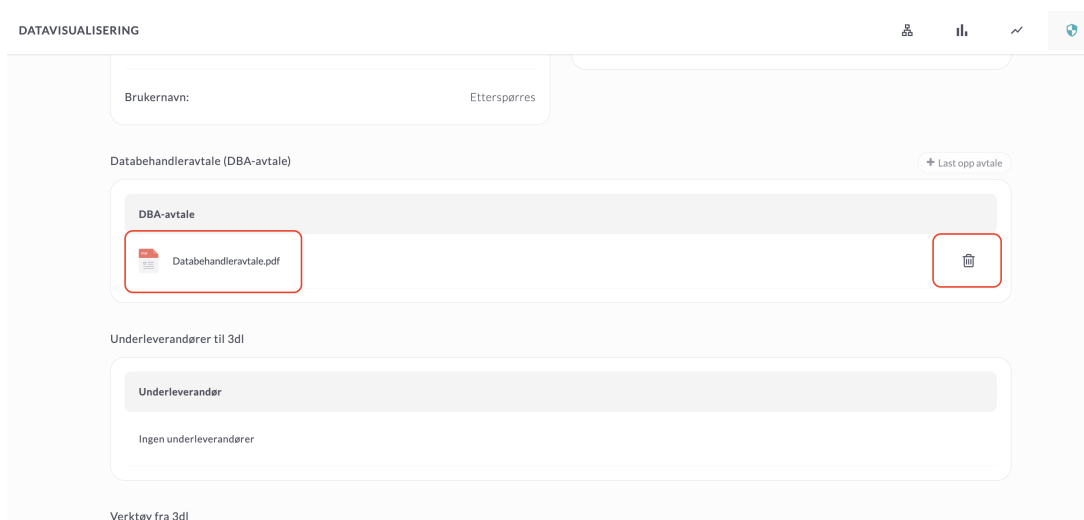 DATAVISUALISERING
Brukernavn: Etterspørres
Databehandleravtale (DBA-avtale)
+ Last opp avtale
DBA-avtale
PDF
Databehandleravtale.pdf
Underleverandører til 3dl
Underleverandør
Ingen underleverandører
Verktøy fra 3dl